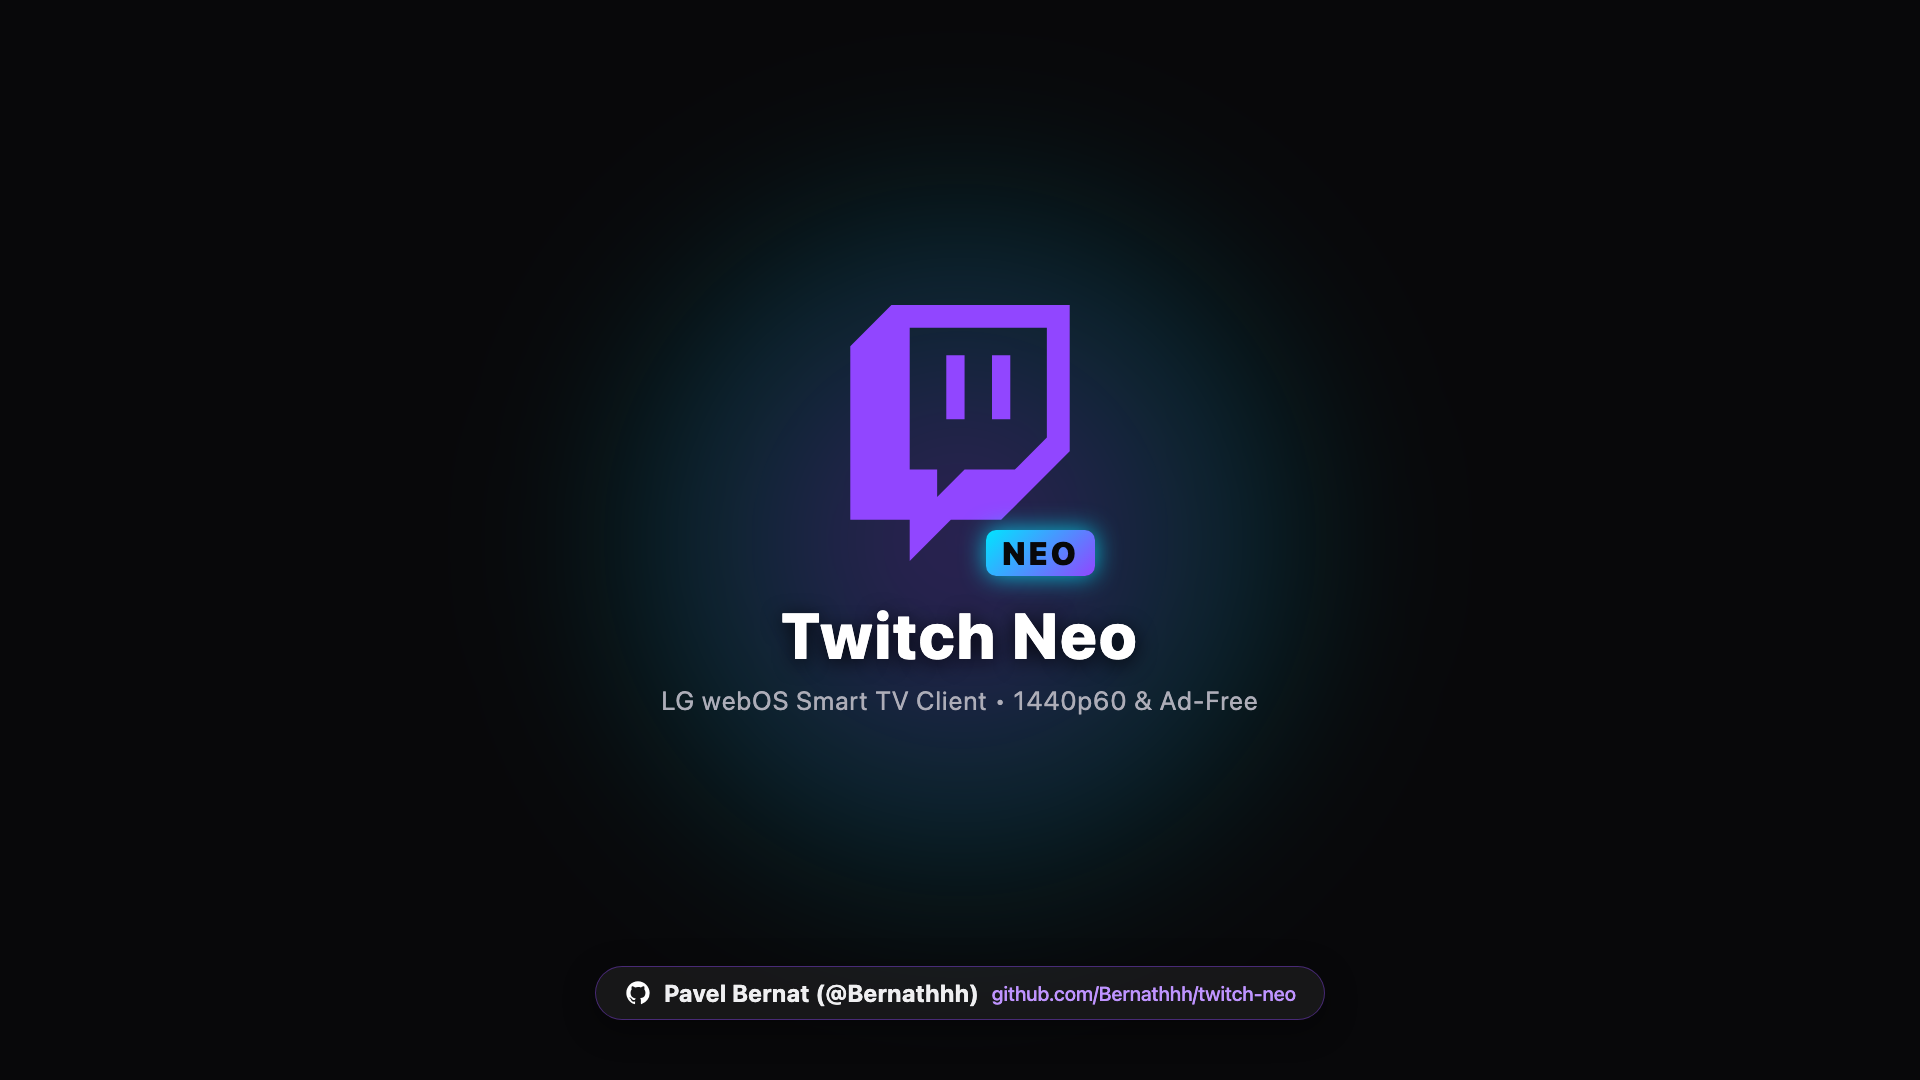 NEO
Twitch Neo
LG webOS Smart TV Client • 1440p60 & Ad-Free
Pavel Bernat (@Bernathhh) github.com/Bernathhh/twitch-neo